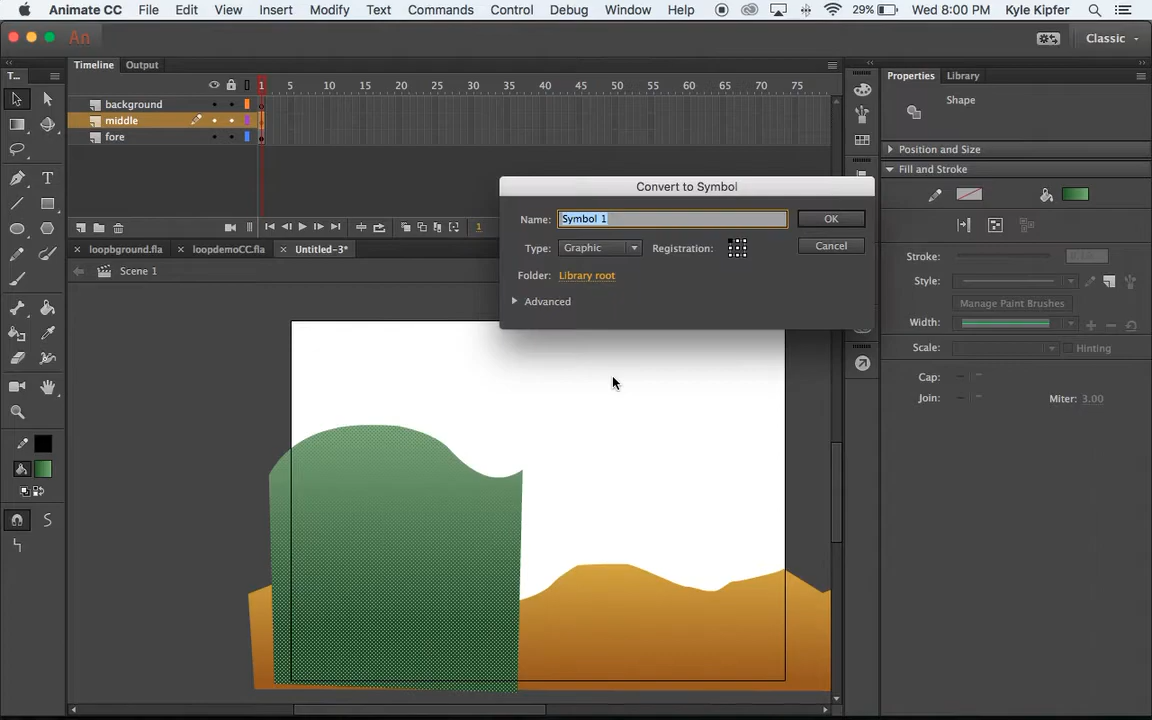 Animate CC File Edit View Insert Modify Text Commands Control Debug Window Help 29% Wed 8:00 PM Kyle Kipfer
An Classic
T... Timeline Output
1 5 10 15 20 25 30 35 40 45 50 55 60 65 70 75
background
middle
fore
1
loopbground.fla loopdemoCC.fla Untitled-3*
Scene 1
Convert to Symbol
Name: Symbol 1 OK
Type: Graphic Registration: Cancel
Folder: Library root
Advanced
Properties Library
Shape
Position and Size
Fill and Stroke
Stroke:
Style:
Manage Paint Brushes
Width:
Scale: Hinting
Cap:
Join: Miter: 3.00